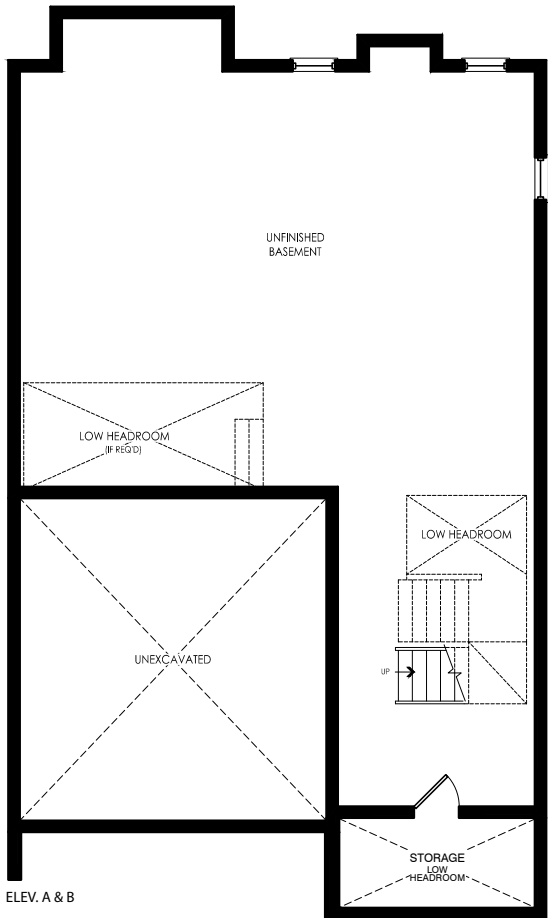 UNFINISHED
BASEMENT
LOW HEADROOM
(IF REQ'D)
LOW HEADROOM
UNEXCAVATED
UP
STORAGE
LOW
HEADROOM
ELEV. A & B